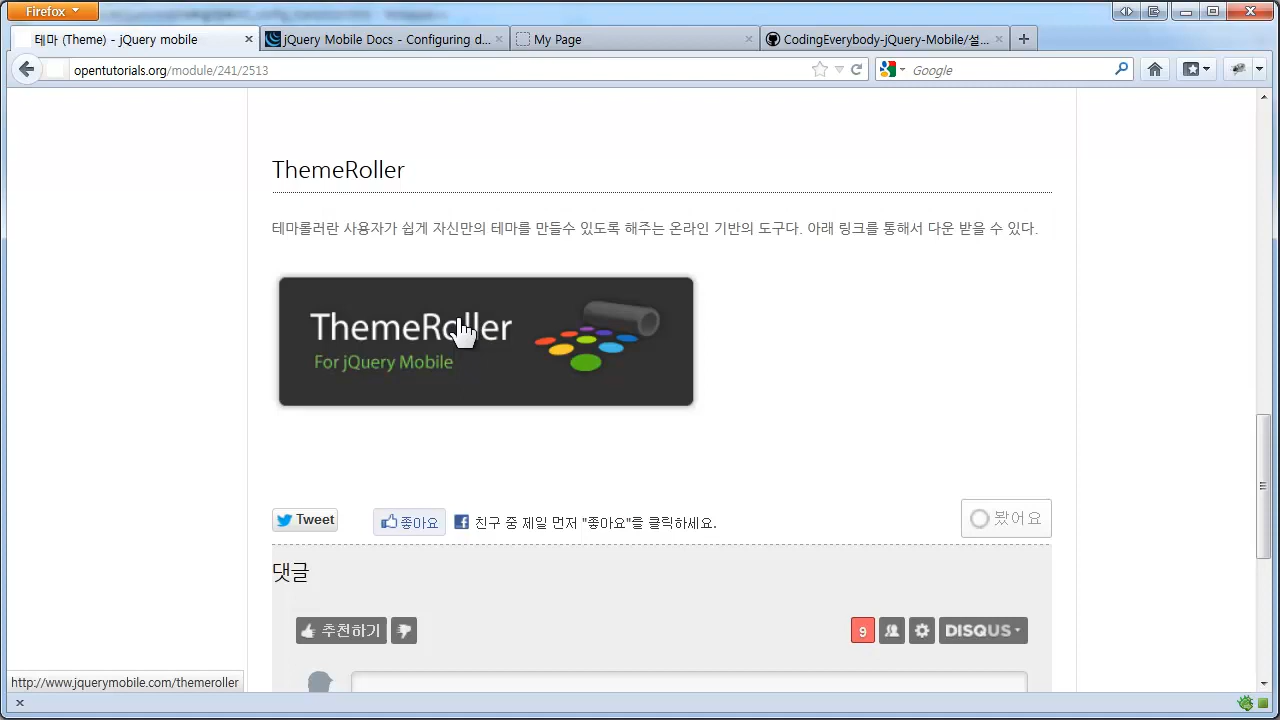 Firefox
테마 (Theme) - jQuery mobile
jQuery Mobile Docs - Configuring d...
My Page
CodingEverybody-jQuery-Mobile/설...
opentutorials.org/module/241/2513
Google
ThemeRoller
테마롤러란 사용자가 쉽게 자신만의 테마를 만들수 있도록 해주는 온라인 기반의 도구다. 아래 링크를 통해서 다운 받을 수 있다.
ThemeRoller
For jQuery Mobile
Tweet
좋아요
친구 중 제일 먼저 "좋아요"를 클릭하세요.
봤어요
댓글
추천하기
9
DISQUS
http://www.jquerymobile.com/themeroller